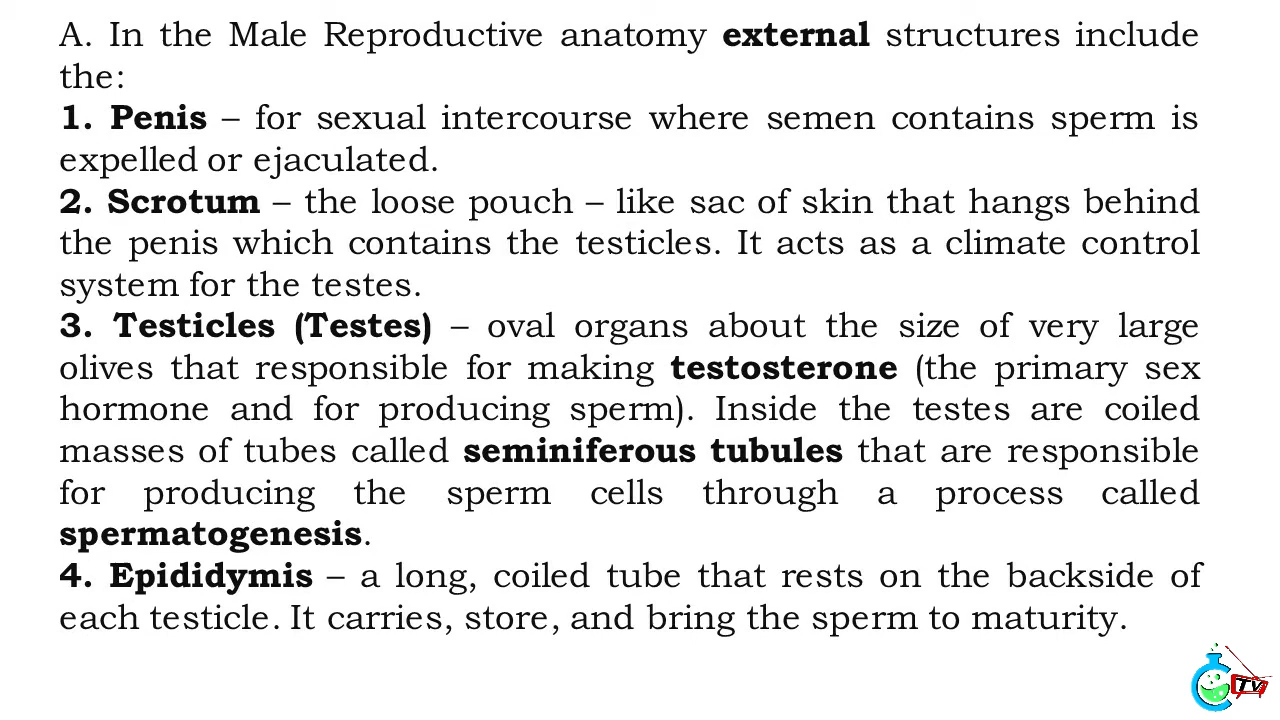 A. In the Male Reproductive anatomy external structures include
the:
1. Penis – for sexual intercourse where semen contains sperm is
expelled or ejaculated.
2. Scrotum – the loose pouch – like sac of skin that hangs behind
the penis which contains the testicles. It acts as a climate control
system for the testes.
3. Testicles (Testes) – oval organs about the size of very large
olives that responsible for making testosterone (the primary sex
hormone and for producing sperm). Inside the testes are coiled
masses of tubes called seminiferous tubules that are responsible
for producing the sperm cells through a process called
spermatogenesis.
4. Epididymis – a long, coiled tube that rests on the backside of
each testicle. It carries, store, and bring the sperm to maturity.
TV